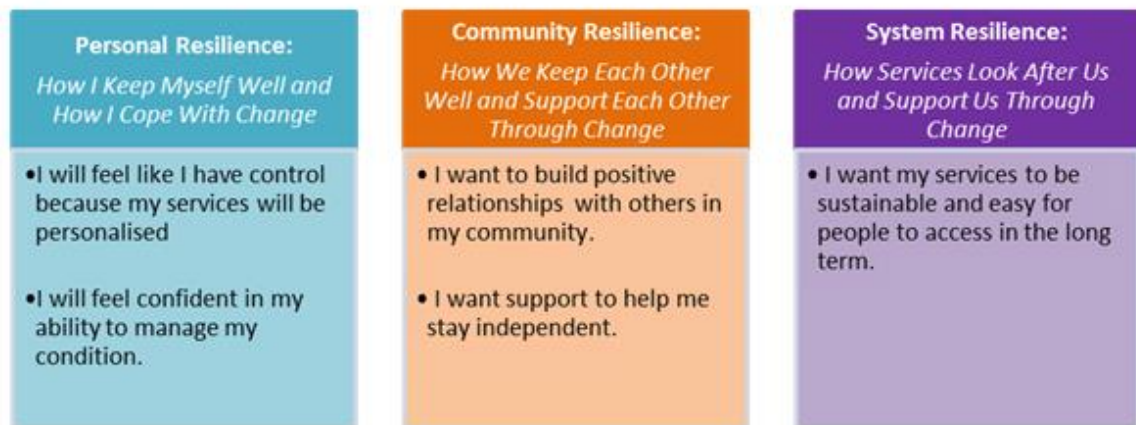 Personal Resilience:
How I Keep Myself Well and
How I Cope With Change
•I will feel like I have control
because my services will be
personalised
•I will feel confident in my
ability to manage my
condition.
Community Resilience:
How We Keep Each Other
Well and Support Each Other
Through Change
• I want to build positive
relationships with others in
my community.
• I want support to help me
stay independent.
System Resilience:
How Services Look After Us
and Support Us Through
Change
• I want my services to be
sustainable and easy for
people to access in the long
term.